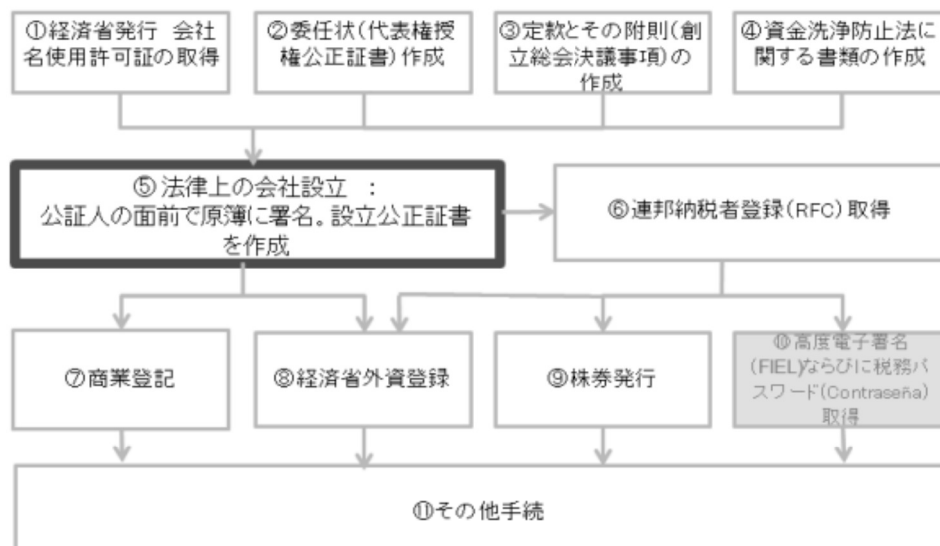 ①経済省発行　会社
名使用許可証の取得
②委任状(代表権授
権公正証書)作成
③定款とその附則(創
立総会決議事項)の
作成
④資金洗浄防止法に
関する書類の作成
⑤法律上の会社設立　：
公証人の面前で原簿に署名。設立公正証書
を作成
⑥連邦納税者登録(RFC)取得
⑦商業登記
⑧経済省外資登録
⑨株券発行
⑩高度電子署名
(FIEL)ならびに税務パ
スワード(Contraseña)
取得
⑪その他手続